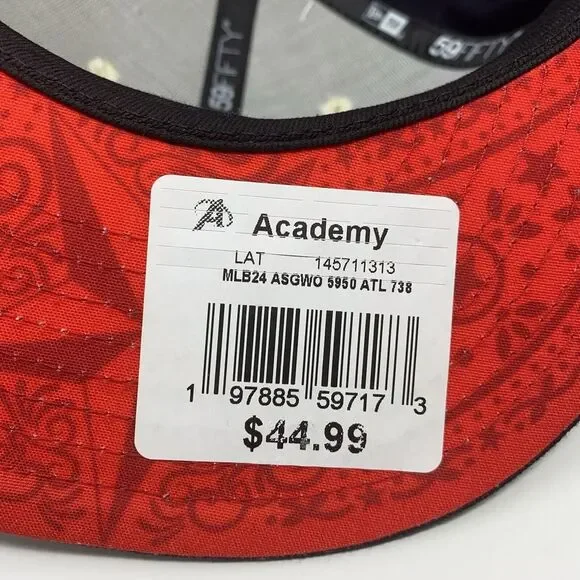 59FIFTY
59FIFTY
Academy
LAT 145711313
MLB24 ASGWO 5950 ATL 738
1 97885 59717 3
$44.99